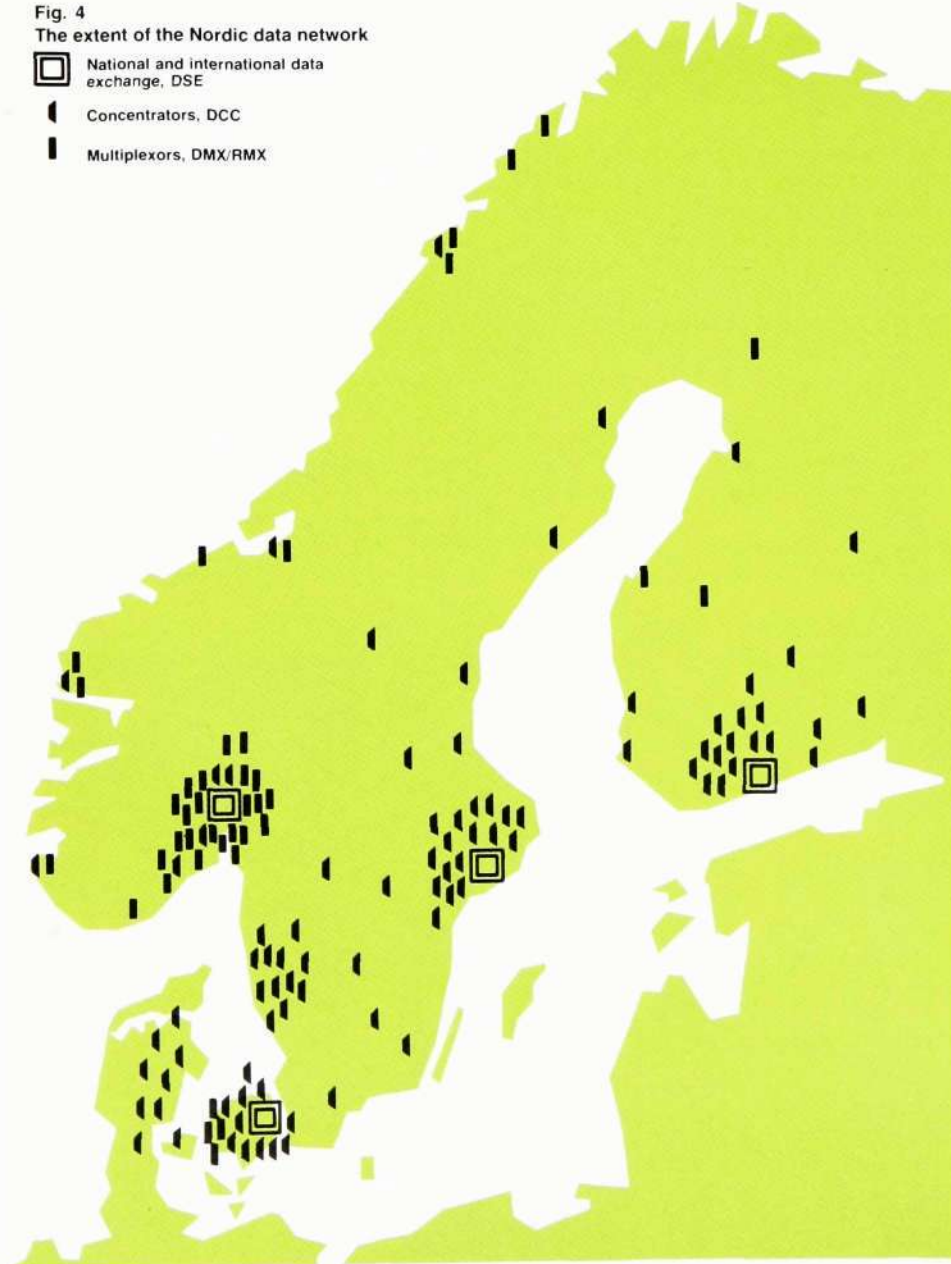 Fig. 4
The extent of the Nordic data network
National and international data
exchange, DSE
Concentrators, DCC
Multiplexors, DMX/RMX